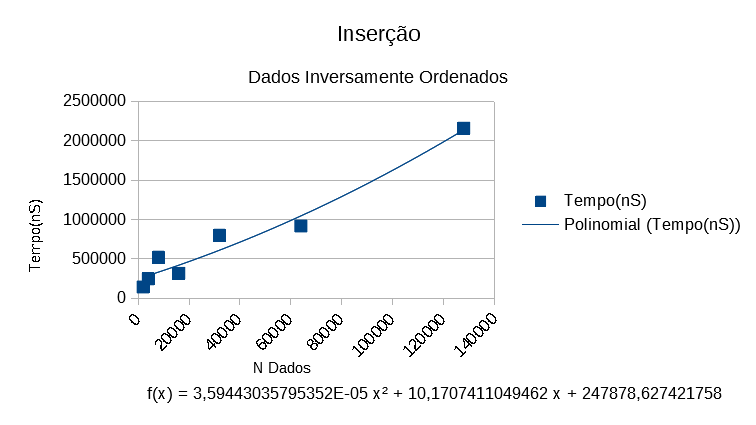 Inserção
Dados Inversamente Ordenados
2500000
2000000
1500000
1000000
500000
0
Tempo(nS)
0
20000
40000
60000
80000
100000
120000
140000
N Dados
Tempo(nS)
Polinomial (Tempo(nS))
f(x) = 3,59443035795352E-05 x² + 10,1707411049462 x + 247878,627421758